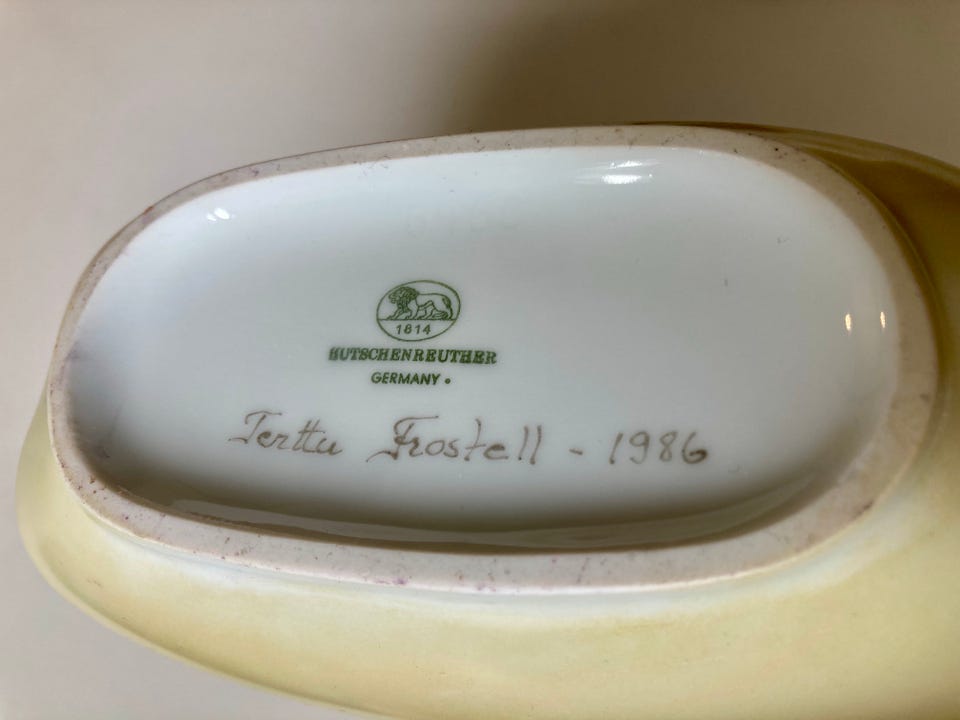 1814
HUTSCHENREUTHER
GERMANY.
Terttu Frostell - 1986